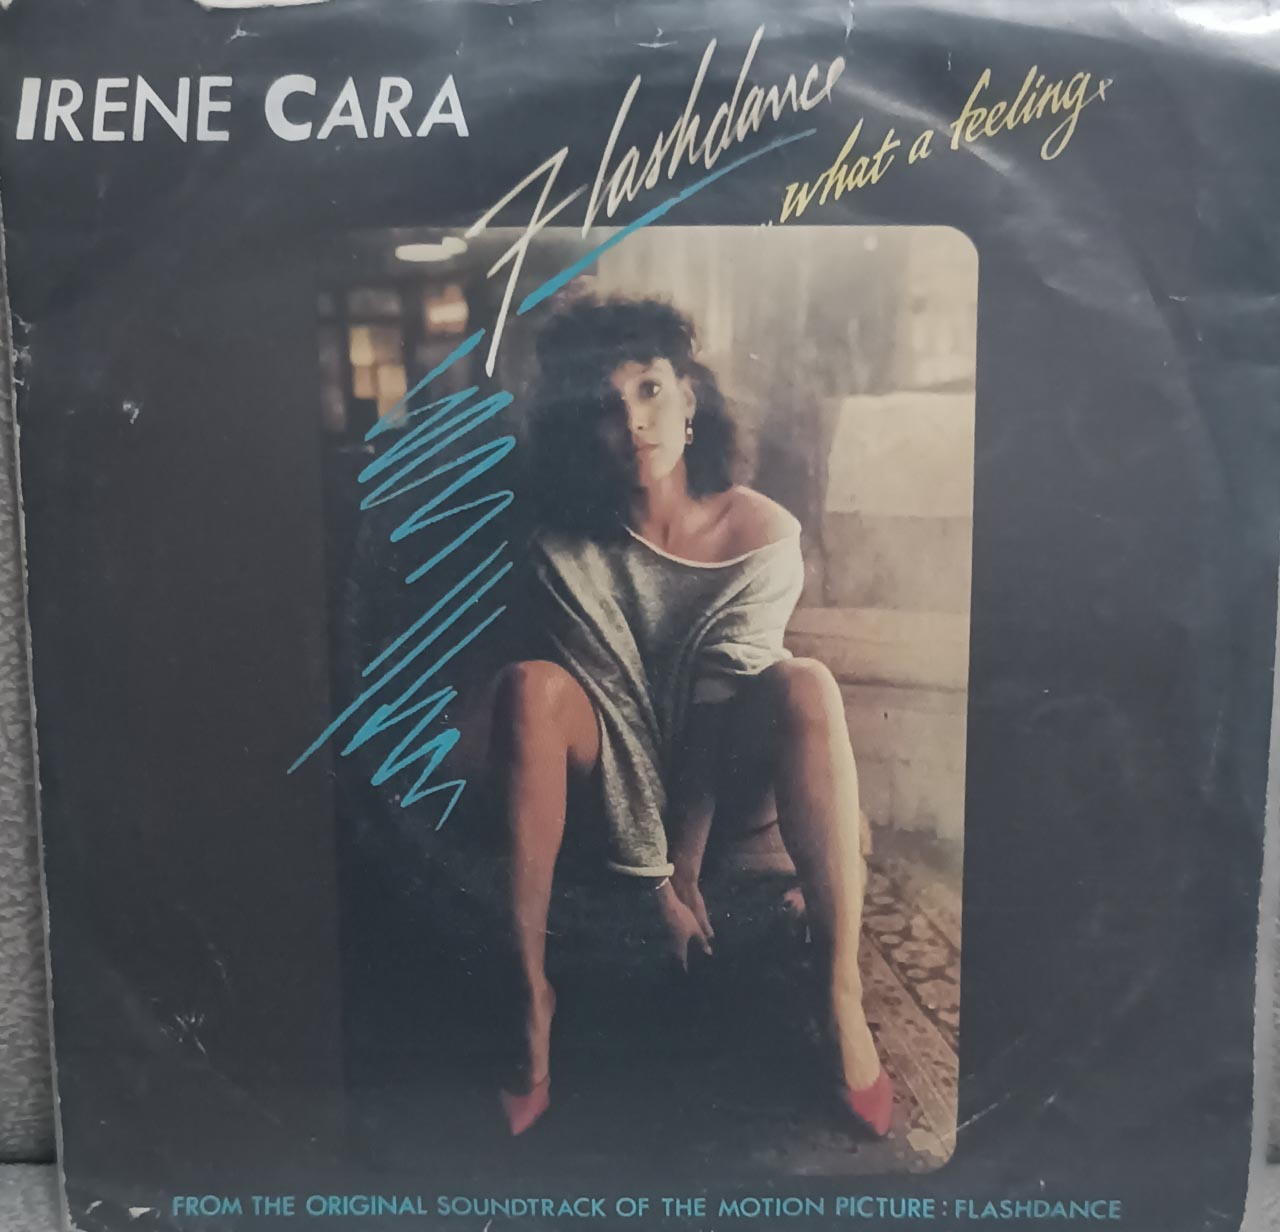 IRENE CARA
Flashdance
...what a feeling
FROM THE ORIGINAL SOUNDTRACK OF THE MOTION PICTURE: FLASHDANCE